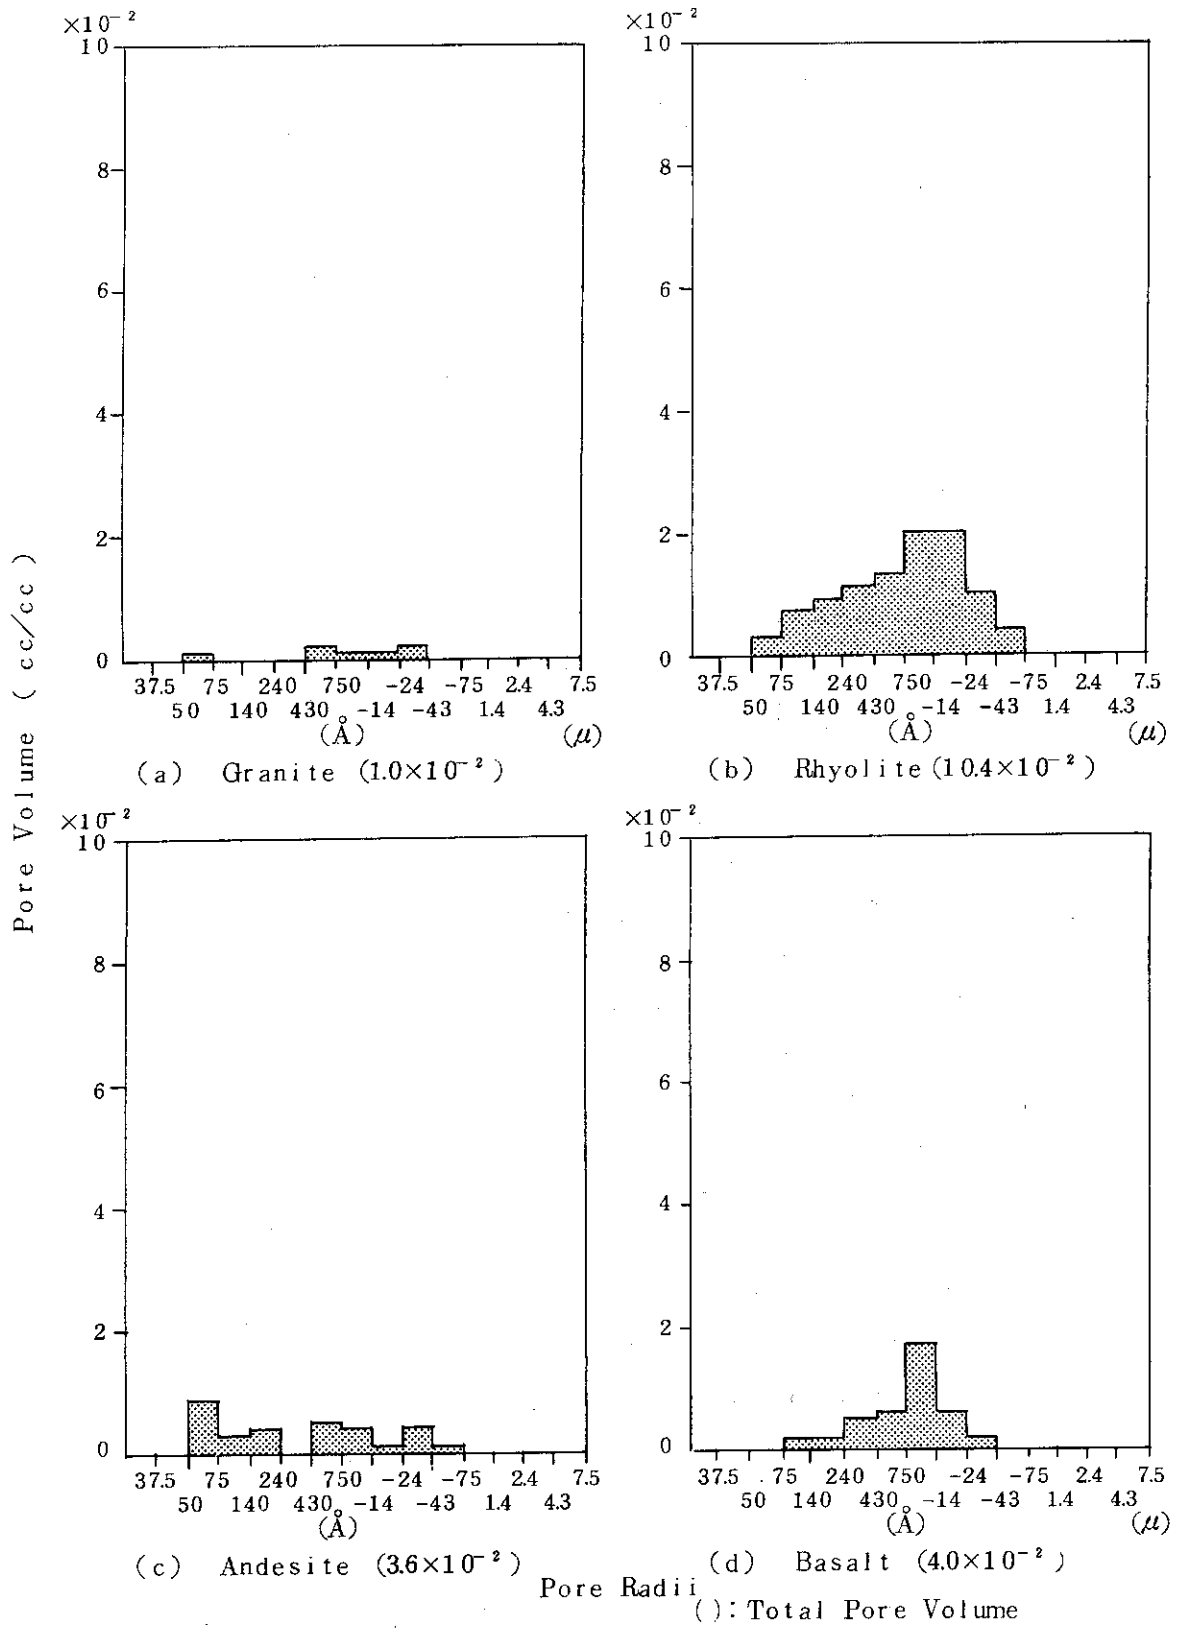 ×10⁻²
10
8
6
4
2
0
37.5 75 240 750 -24 -75 2.4 7.5
50 140 430 -14 -43 1.4 4.3
(Å) (μ)
(a) Granite (1.0×10⁻²)
×10⁻²
10
8
6
4
2
0
37.5 75 240 750 -24 -75 2.4 7.5
50 140 430 -14 -43 1.4 4.3
(Å) (μ)
(b) Rhyolite (10.4×10⁻²)
Pore Volume (cc/cc)
×10⁻²
10
8
6
4
2
0
37.5 75 240 750 -24 -75 2.4 7.5
50 140 430 -14 -43 1.4 4.3
(Å)
(c) Andesite (3.6×10⁻²)
×10⁻²
10
8
6
4
2
0
37.5 75 240 750 -24 -75 2.4 7.5
50 140 430 -14 -43 1.4 4.3
(Å) (μ)
(d) Basalt (4.0×10⁻²)
Pore Radii
( ): Total Pore Volume